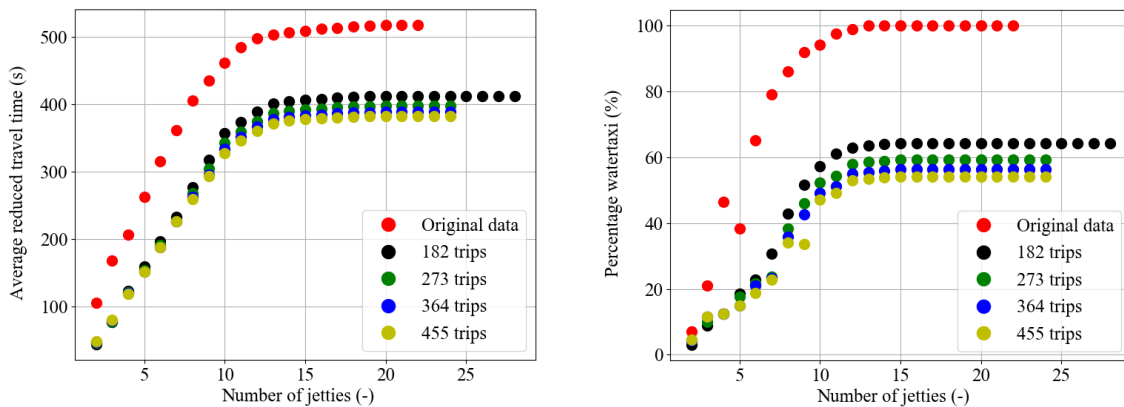 Average reduced travel time (s)
500
400
300
200
100
5
10
15
20
25
Number of jetties (-)
Original data
182 trips
273 trips
364 trips
455 trips
Percentage watertaxi (%)
100
80
60
40
20
0
5
10
15
20
25
Number of jetties (-)
Original data
182 trips
273 trips
364 trips
455 trips